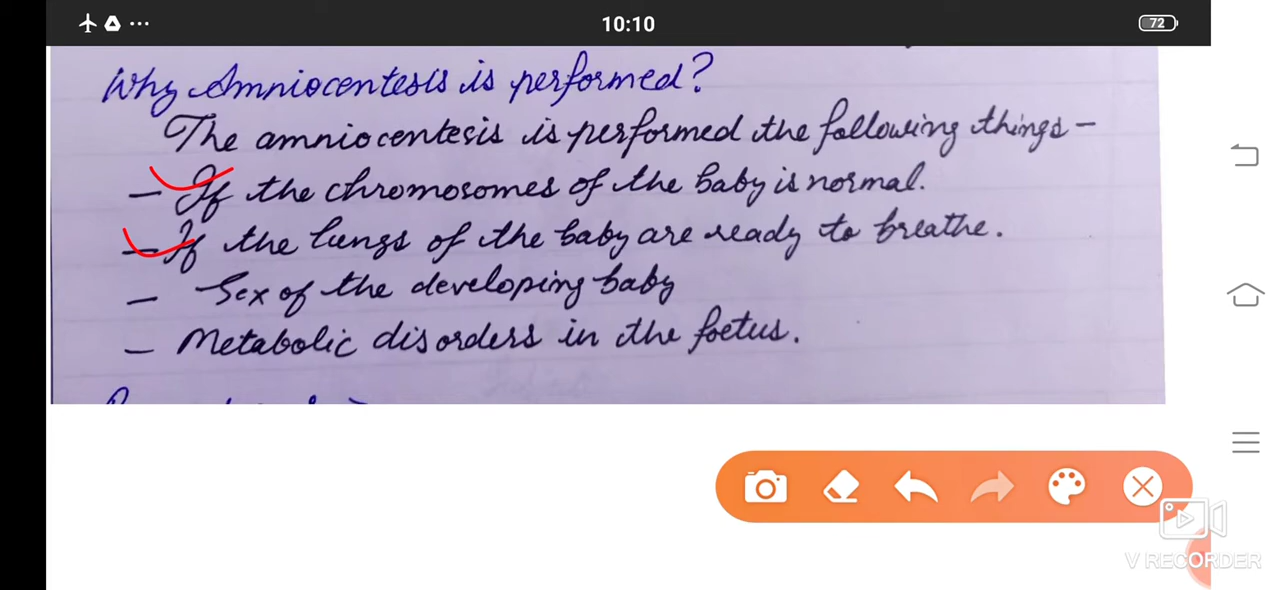 10:10
72
Why Amniocentesis is performed?
The amniocentesis is performed the following things –
– If the chromosomes of the baby is normal.
– If the lungs of the baby are ready to breathe.
– Sex of the developing baby
– Metabolic disorders in the foetus.
V RECORDER